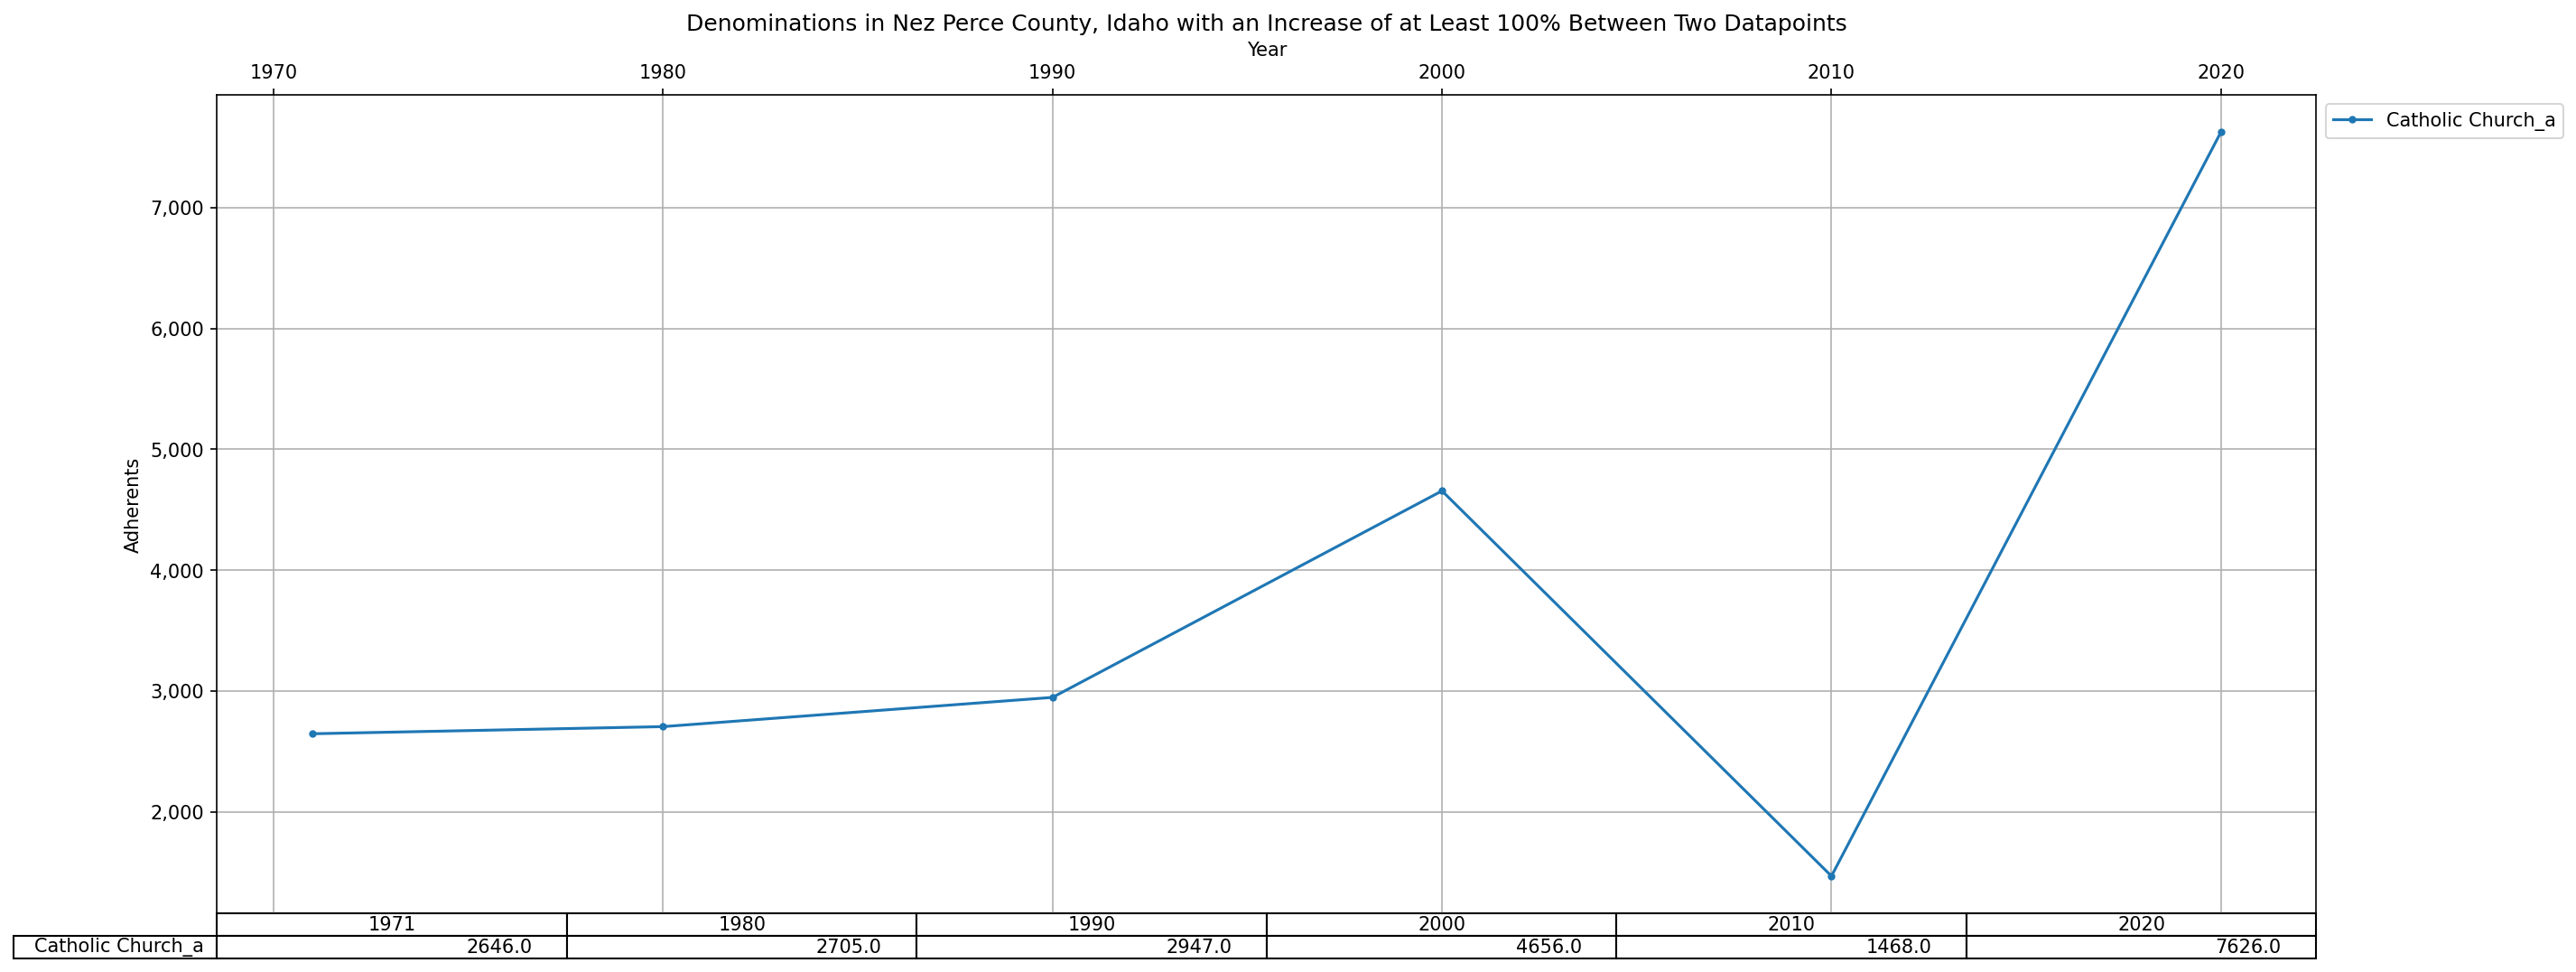 Denominations in Nez Perce County, Idaho with an Increase of at Least 100% Between Two Datapoints
Year
1970 1980 1990 2000 2010 2020
Catholic Church_a
7,000
6,000
5,000
4,000
3,000
2,000
Adherents
1971 1980 1990 2000 2010 2020
Catholic Church_a 2646.0 2705.0 2947.0 4656.0 1468.0 7626.0